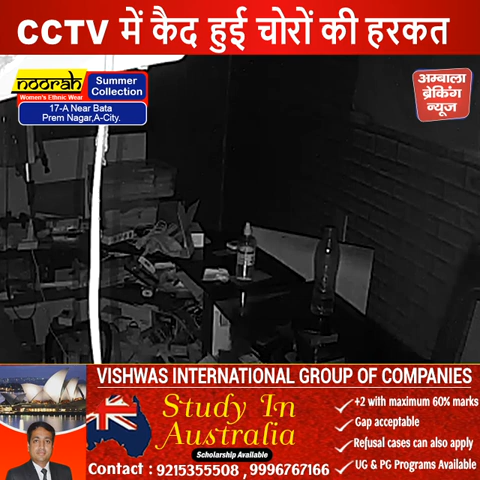 CCTV में कैद हुई चोरों की हरकत
noorah
Women's Ethnic Wear
Summer
Collection
17-A Near Bata
Prem Nagar,A-City.
अम्बाला
ब्रेकिंग
न्यूज
VISHWAS INTERNATIONAL GROUP OF COMPANIES
Study In
Australia
Scholarship Available
Contact : 9215355508 , 9996767166
+2 with maximum 60% marks
Gap acceptable
Refusal cases can also apply
UG & PG Programs Available